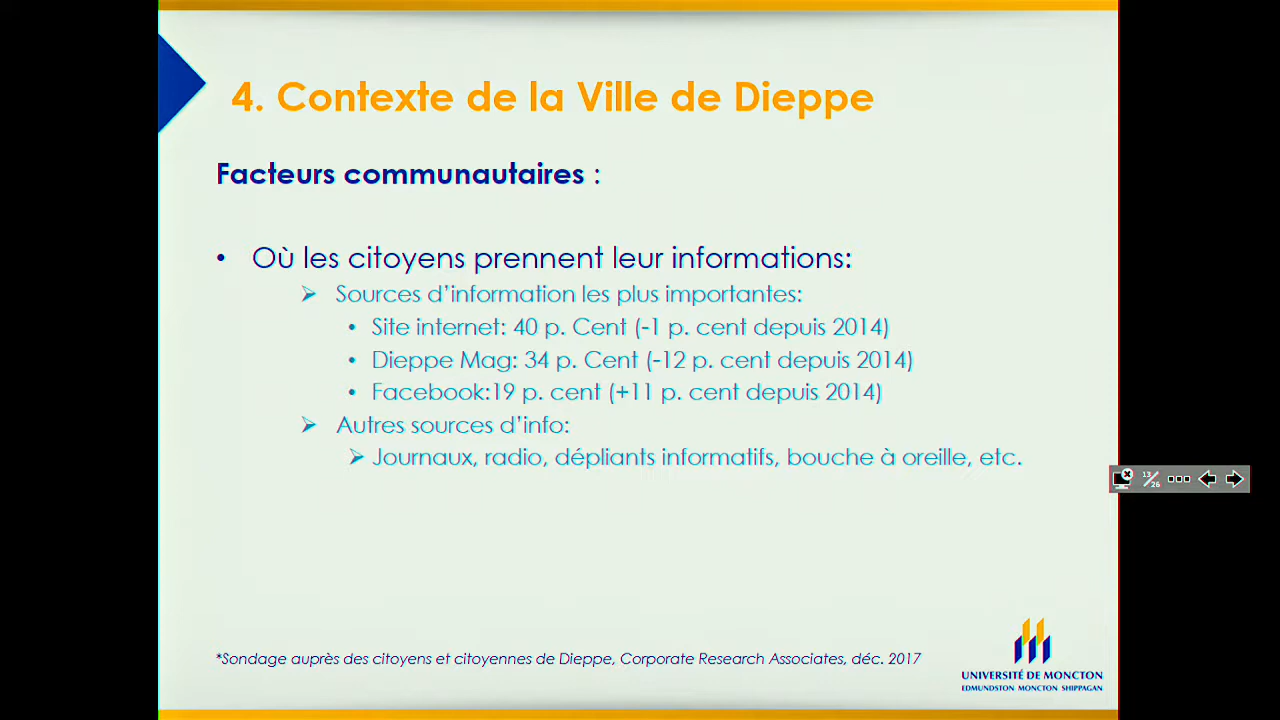 4. Contexte de la Ville de Dieppe
Facteurs communautaires :
• Où les citoyens prennent leur informations:
➢ Sources d'information les plus importantes:
• Site internet: 40 p. Cent (-1 p. cent depuis 2014)
• Dieppe Mag: 34 p. Cent (-12 p. cent depuis 2014)
• Facebook:19 p. cent (+11 p. cent depuis 2014)
➢ Autres sources d'info:
➢ Journaux, radio, dépliants informatifs, bouche à oreille, etc.
13/26
*Sondage auprès des citoyens et citoyennes de Dieppe, Corporate Research Associates, déc. 2017
UNIVERSITÉ DE MONCTON
EDMUNDSTON MONCTON SHIPPAGAN